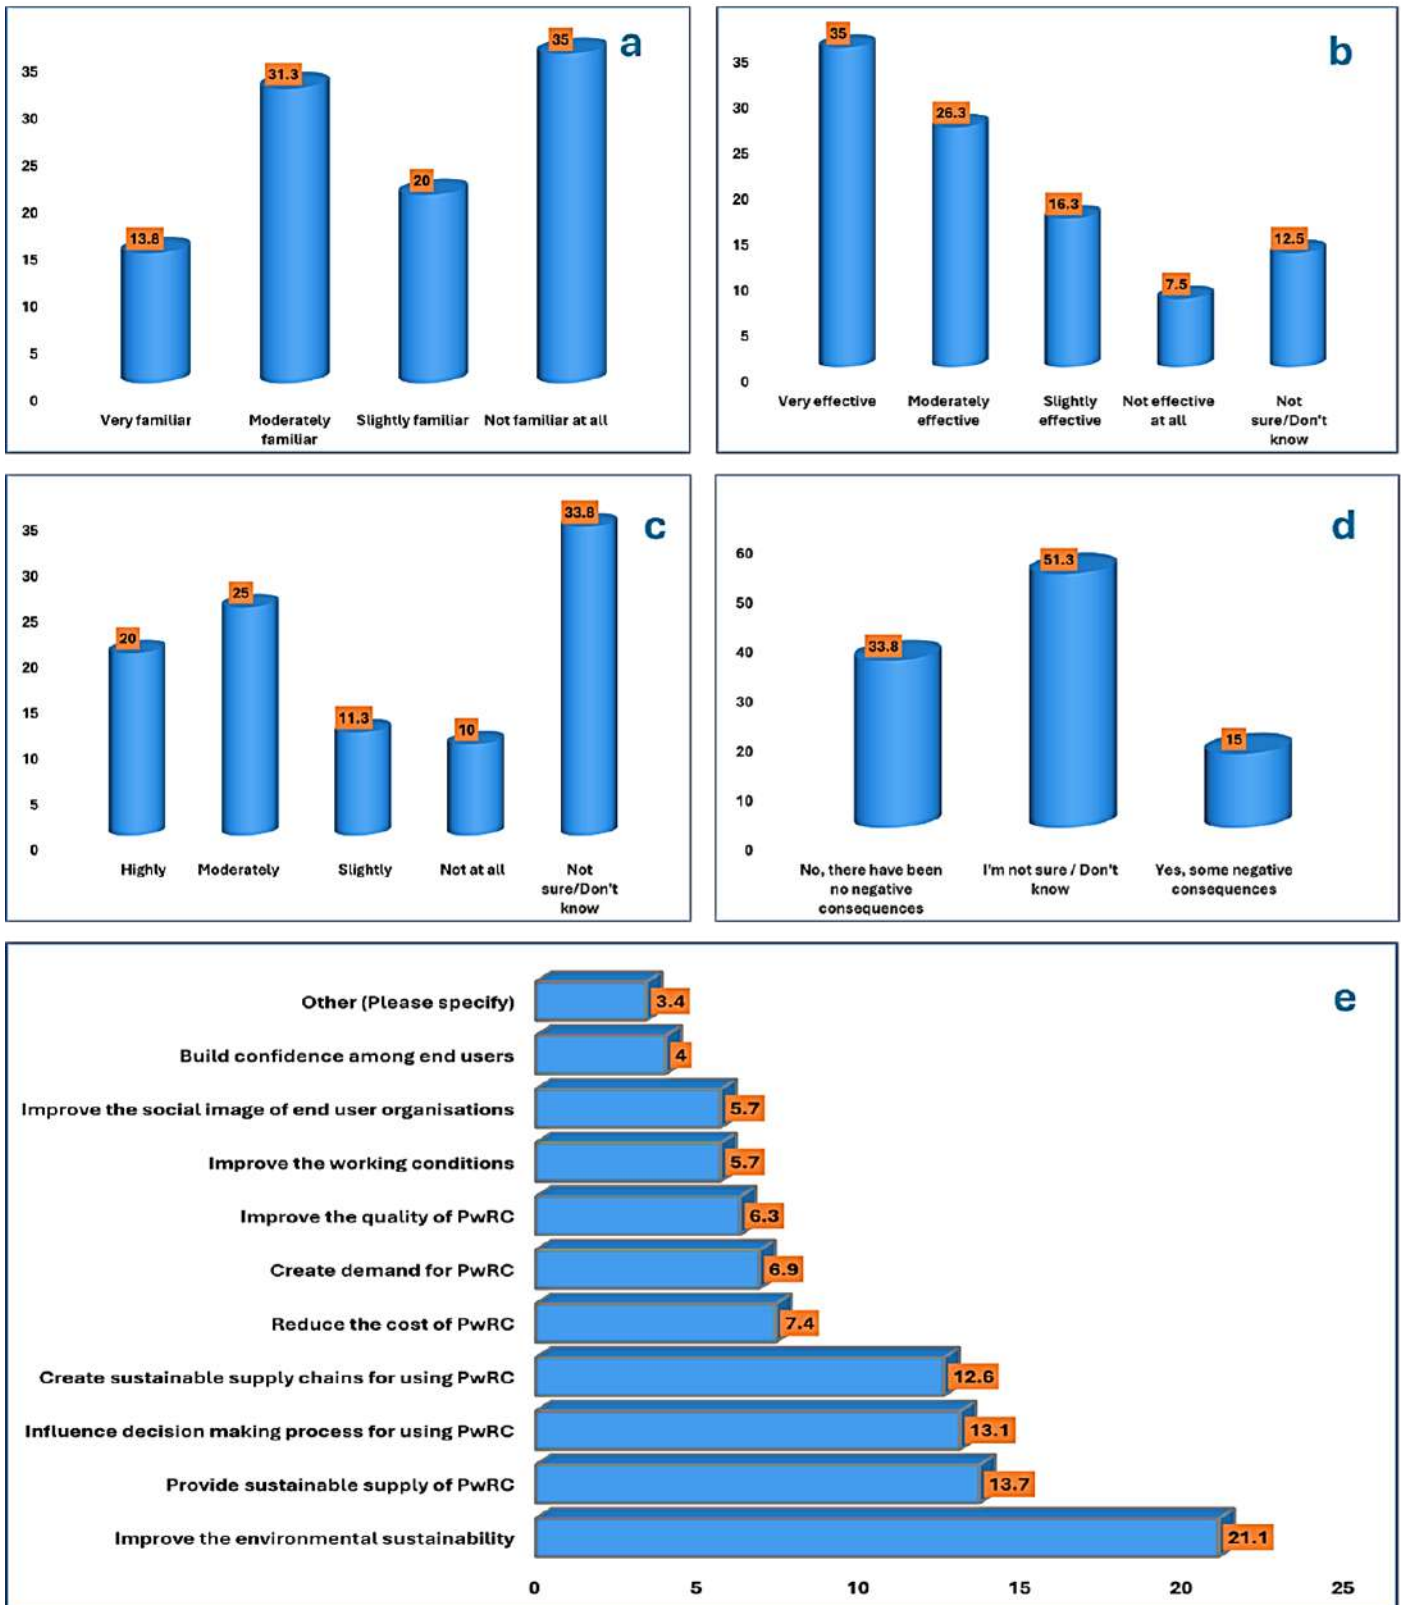 a
35
30
25
20
15
10
5
0
13.8
31.3
20
35
Very familiar
Moderately
familiar
Slightly familiar
Not familiar at all
b
35
30
25
20
15
10
5
0
35
26.3
16.3
7.5
12.5
Very effective
Moderately
effective
Slightly
effective
Not effective
at all
Not
sure/Don't
know
c
35
30
25
20
15
10
5
0
20
25
11.3
10
33.8
Highly
Moderately
Slightly
Not at all
Not
sure/Don't
know
d
60
50
40
30
20
10
0
33.8
51.3
15
No, there have been
no negative
consequences
I'm not sure / Don't
know
Yes, some negative
consequences
e
Other (Please specify) 3.4
Build confidence among end users 4
Improve the social image of end user organisations 5.7
Improve the working conditions 5.7
Improve the quality of PwRC 6.3
Create demand for PwRC 6.9
Reduce the cost of PwRC 7.4
Create sustainable supply chains for using PwRC 12.6
Influence decision making process for using PwRC 13.1
Provide sustainable supply of PwRC 13.7
Improve the environmental sustainability 21.1
0 5 10 15 20 25